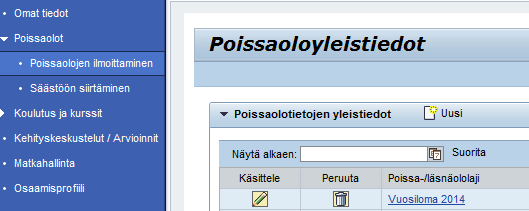 Omat tiedot
Poissaolot
Poissaolojen ilmoittaminen
Säästöön siirtäminen
Koulutus ja kurssit
Kehityskeskustelut / Arvioinnit
Matkahallinta
Osaamisprofiili
Poissaoloyleistiedot
Poissaolotietojen yleistiedot Uusi
Näytä alkaen: Suorita
Käsittele Peruuta Poissa-/läsnäololaji
Vuosiloma 2014